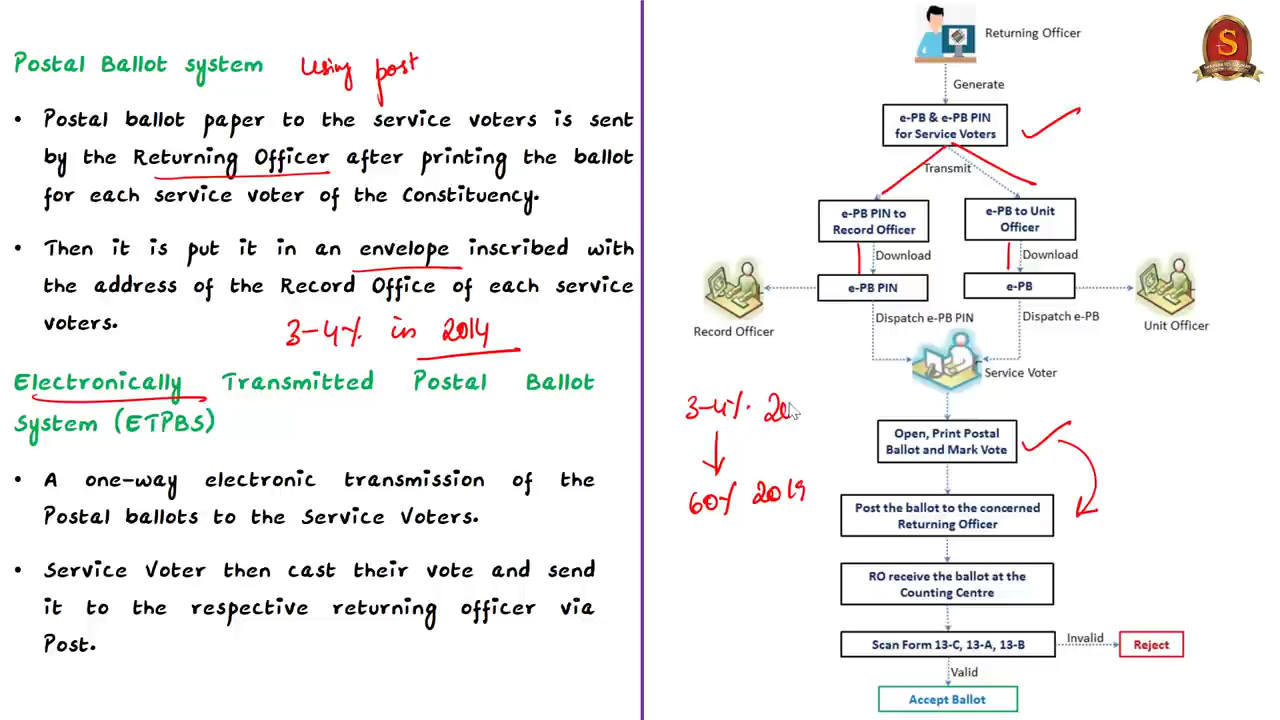 Postal Ballot system
Using post
• Postal ballot paper to the service voters is sent
by the Returning Officer after printing the ballot
for each service voter of the Constituency.
• Then it is put it in an envelope inscribed with
the address of the Record Office of each service
voters.
3-4% in 2014
Electronically Transmitted Postal Ballot
System (ETPBS)
• A one-way electronic transmission of the
Postal ballots to the Service Voters.
• Service Voter then cast their vote and send
it to the respective returning officer via
Post.
Returning Officer
Generate
e-PB & e-PB PIN
for Service Voters
Transmit
e-PB PIN to
Record Officer
e-PB to Unit
Officer
Download
Download
e-PB PIN
e-PB
Record Officer
Unit Officer
Dispatch e-PB PIN
Dispatch e-PB
Service Voter
3-4% 20
60% 2019
Open, Print Postal
Ballot and Mark Vote
Post the ballot to the concerned
Returning Officer
RO receive the ballot at the
Counting Centre
Scan Form 13-C, 13-A, 13-B
Invalid
Reject
Valid
Accept Ballot
S